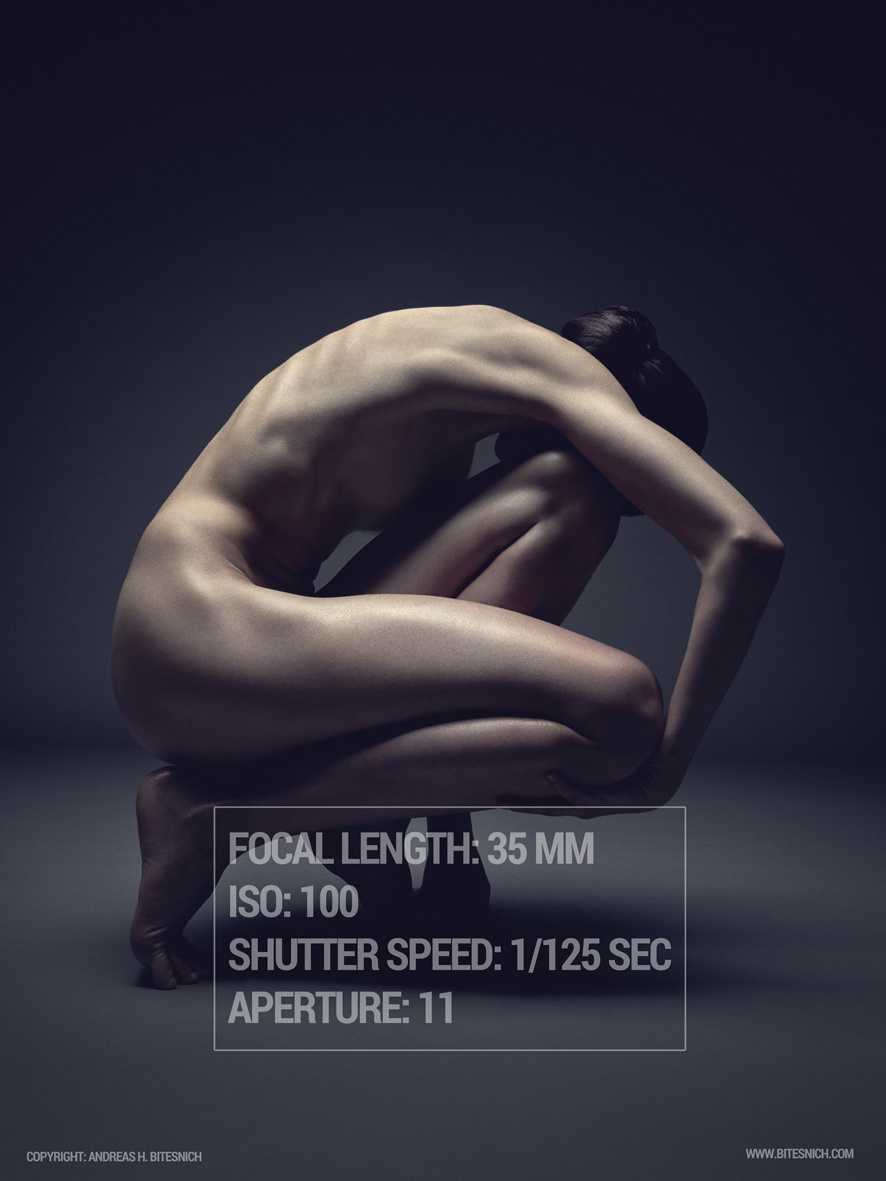 FOCAL LENGTH: 35 MM
ISO: 100
SHUTTER SPEED: 1/125 SEC
APERTURE: 11
COPYRIGHT: ANDREAS H. BITESNICH
WWW.BITESNICH.COM